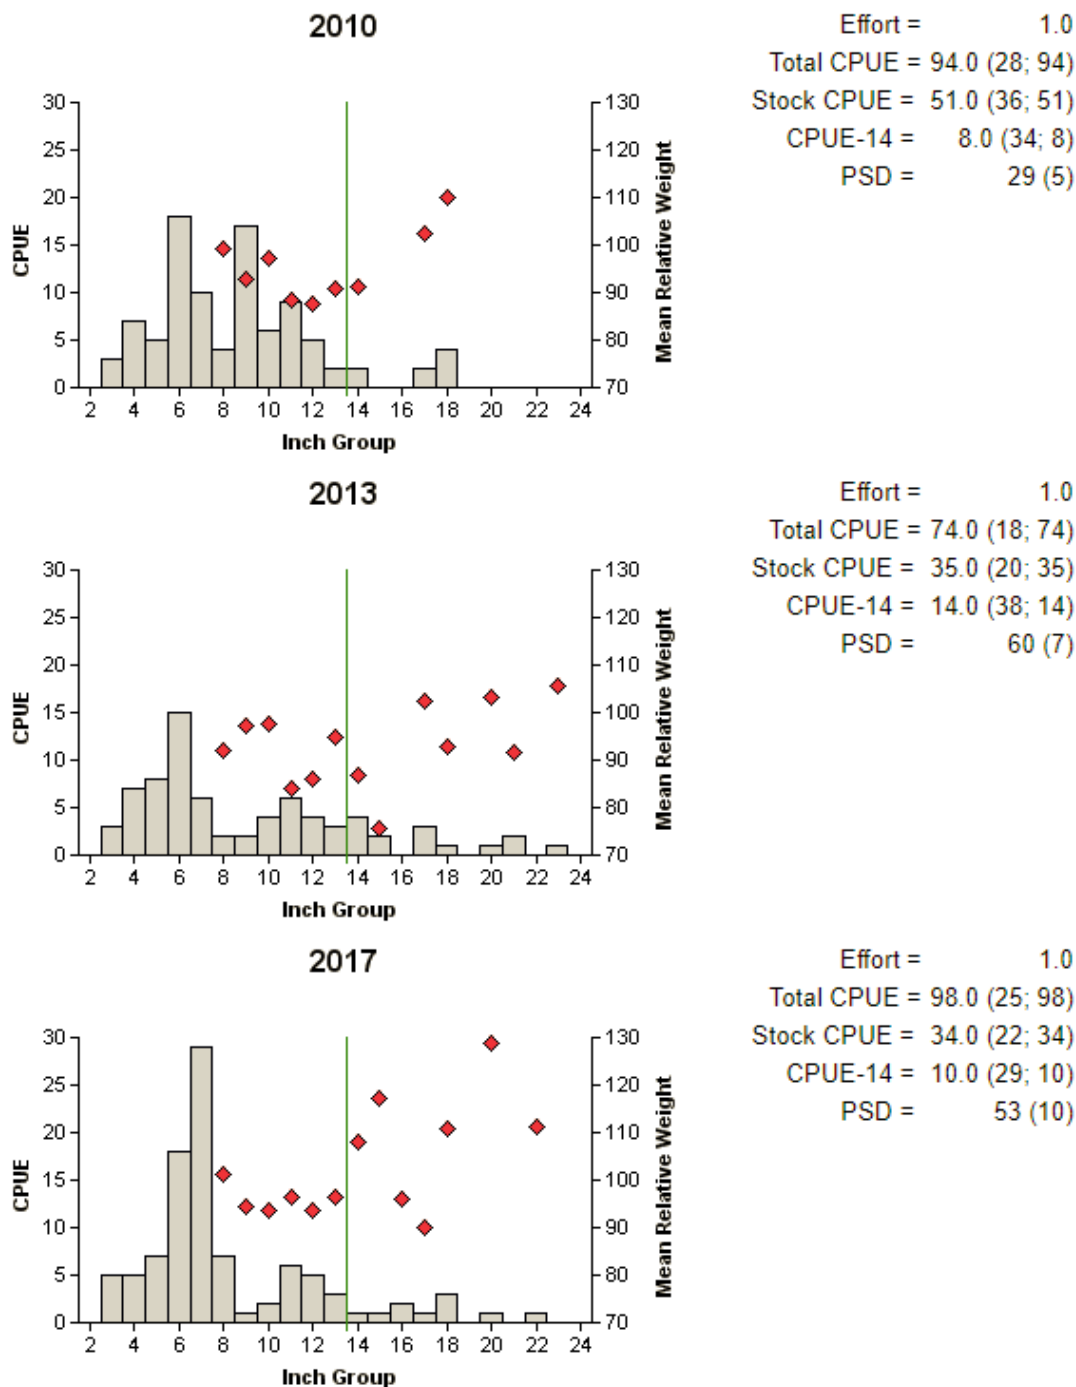 2010
Effort = 1.0
Total CPUE = 94.0 (28; 94)
Stock CPUE = 51.0 (36; 51)
CPUE-14 = 8.0 (34; 8)
PSD = 29 (5)
30
25
20
15
10
5
0
CPUE
130
120
110
100
90
80
70
Mean Relative Weight
2 4 6 8 10 12 14 16 18 20 22 24
Inch Group
2013
Effort = 1.0
Total CPUE = 74.0 (18; 74)
Stock CPUE = 35.0 (20; 35)
CPUE-14 = 14.0 (38; 14)
PSD = 60 (7)
30
25
20
15
10
5
0
CPUE
130
120
110
100
90
80
70
Mean Relative Weight
2 4 6 8 10 12 14 16 18 20 22 24
Inch Group
2017
Effort = 1.0
Total CPUE = 98.0 (25; 98)
Stock CPUE = 34.0 (22; 34)
CPUE-14 = 10.0 (29; 10)
PSD = 53 (10)
30
25
20
15
10
5
0
CPUE
130
120
110
100
90
80
70
Mean Relative Weight
2 4 6 8 10 12 14 16 18 20 22 24
Inch Group